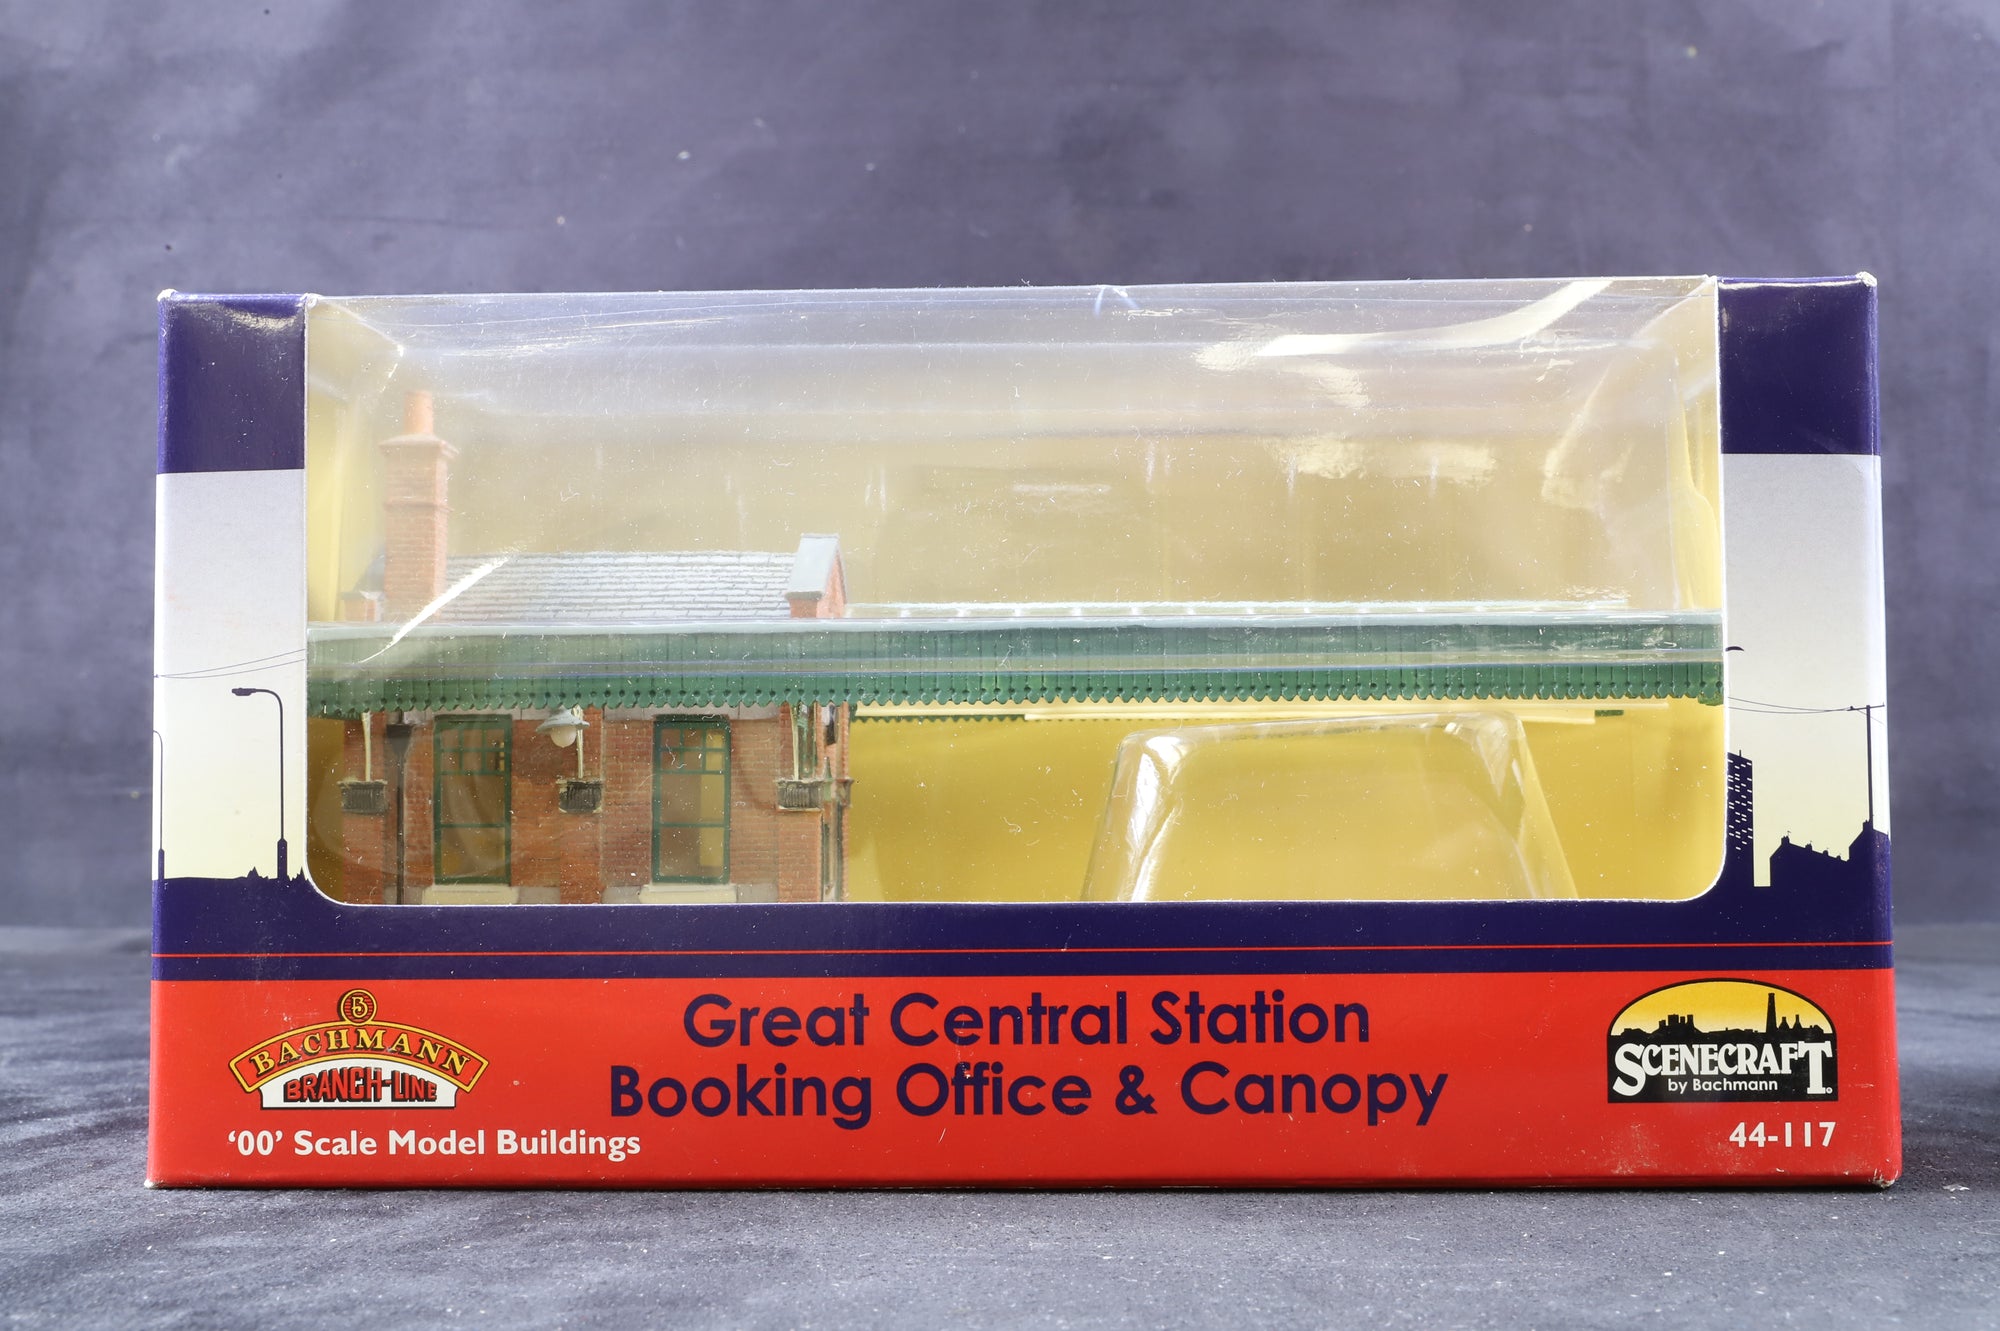 B
BACHMANN
BRANCH-LINE
'00' Scale Model Buildings
Great Central Station
Booking Office & Canopy
SCENECRAFT
by Bachmann
44-117